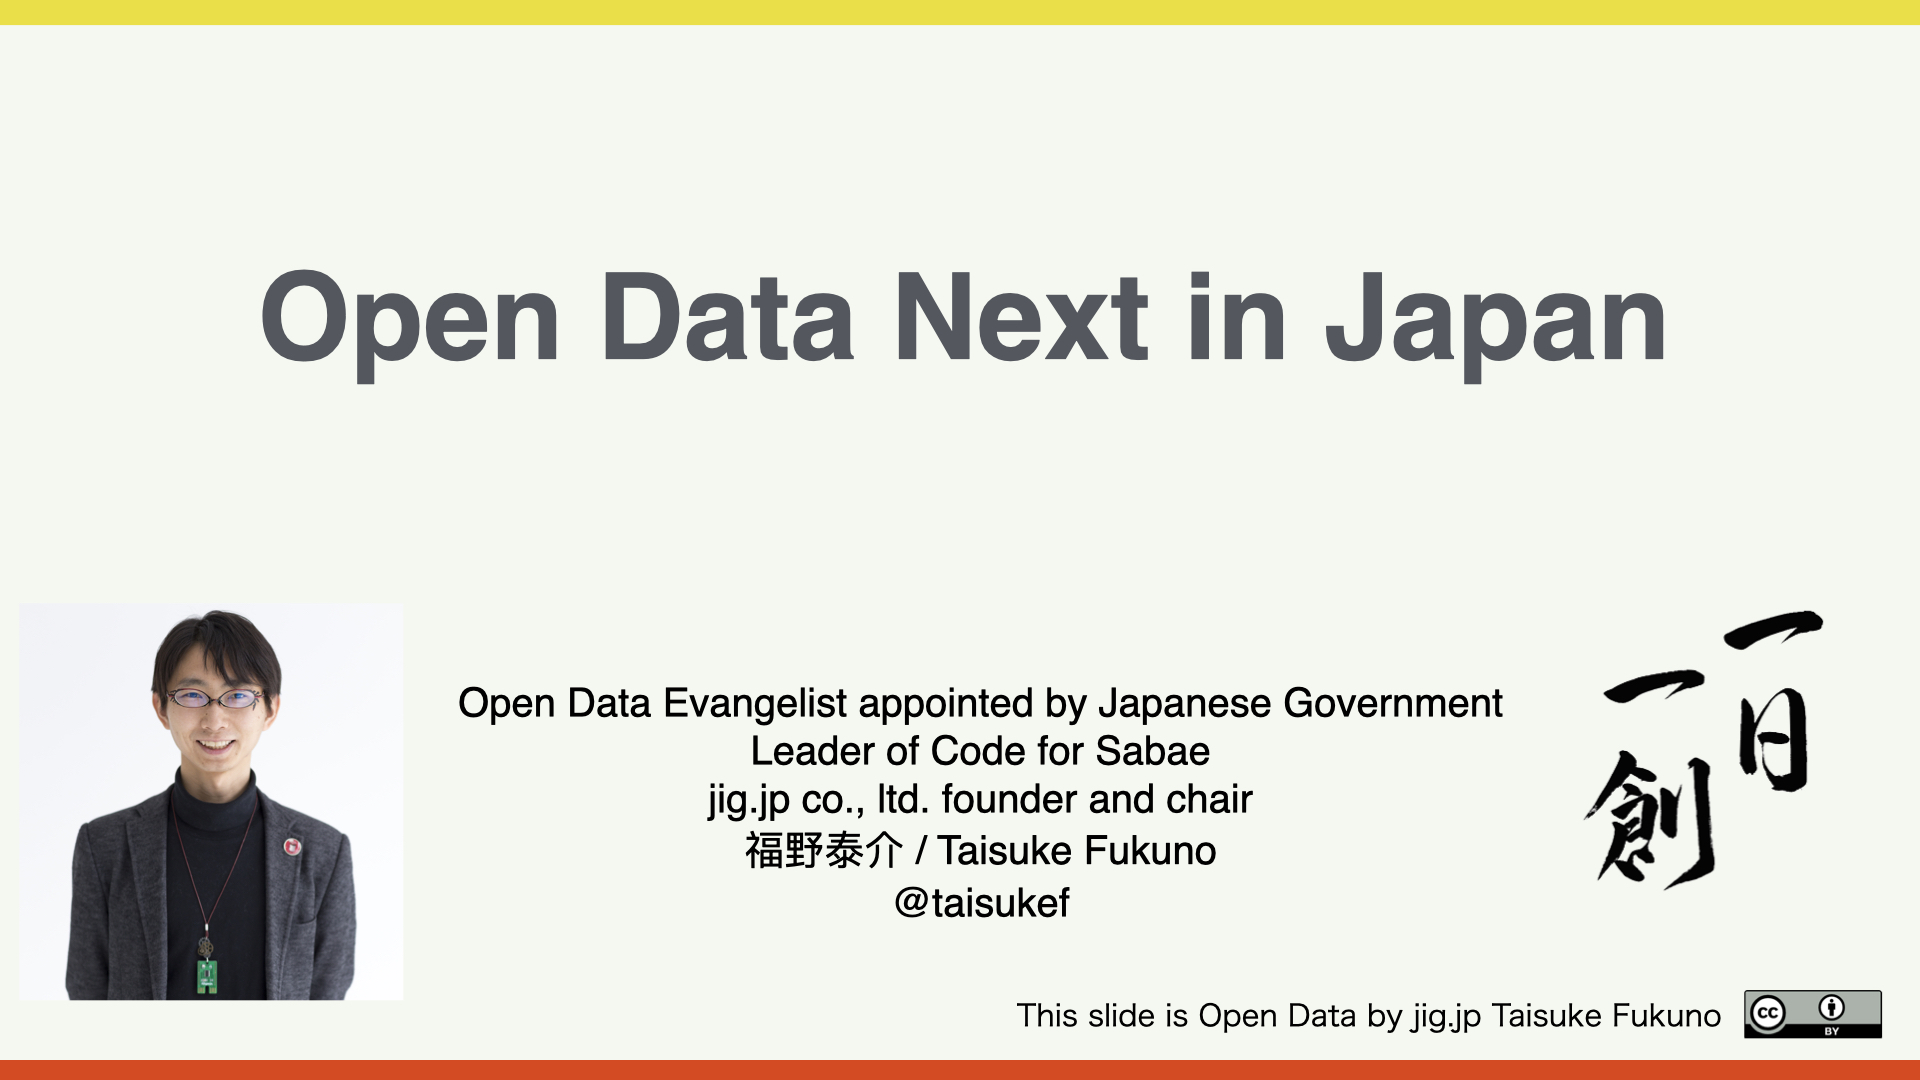 Open Data Next in Japan
Open Data Evangelist appointed by Japanese Government
Leader of Code for Sabae
jig.jp co., ltd. founder and chair
福野泰介 / Taisuke Fukuno
@taisukef
一日
一創
This slide is Open Data by jig.jp Taisuke Fukuno
cc
BY